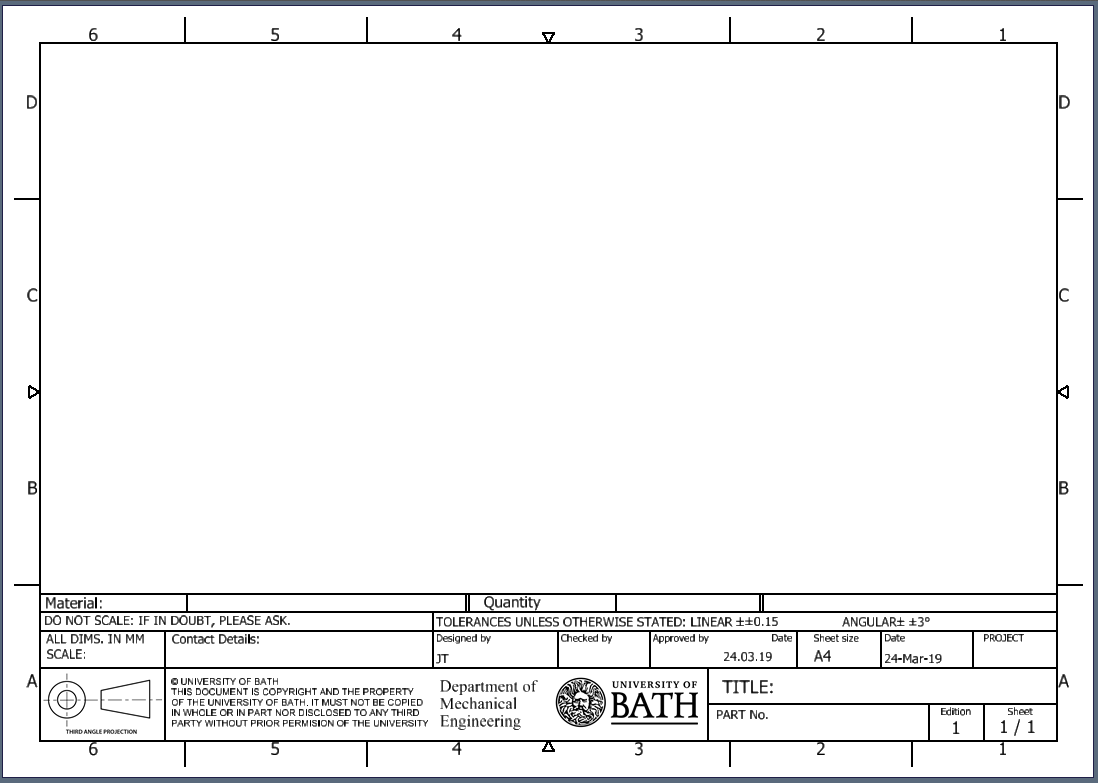 6 5 4 3 2 1
D D
C C
B B
Material: Quantity
DO NOT SCALE: IF IN DOUBT, PLEASE ASK. TOLERANCES UNLESS OTHERWISE STATED: LINEAR ±±0.15 ANGULAR± ±3°
ALL DIMS. IN MM Contact Details: Designed by Checked by Approved by Date Sheet size Date PROJECT
SCALE: JT 24.03.19 A4 24-Mar-19
A A
THIRD ANGLE PROJECTION
© UNIVERSITY OF BATH
THIS DOCUMENT IS COPYRIGHT AND THE PROPERTY
OF THE UNIVERSITY OF BATH. IT MUST NOT BE COPIED
IN WHOLE OR IN PART NOR DISCLOSED TO ANY THIRD
PARTY WITHOUT PRIOR PERMISION OF THE UNIVERSITY
Department of
Mechanical
Engineering
UNIVERSITY OF
BATH
TITLE:
PART No. Edition Sheet
1 1 / 1
6 5 4 3 2 1